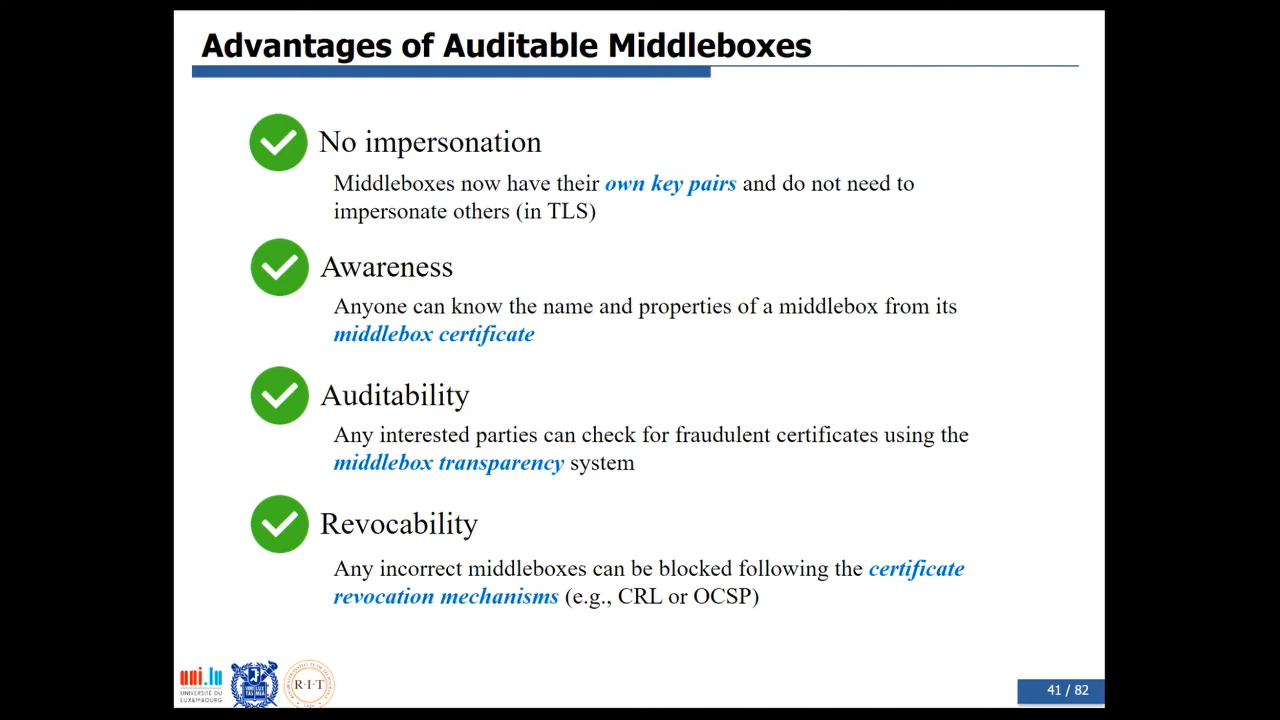 Advantages of Auditable Middleboxes
No impersonation
Middleboxes now have their own key pairs and do not need to
impersonate others (in TLS)
Awareness
Anyone can know the name and properties of a middlebox from its
middlebox certificate
Auditability
Any interested parties can check for fraudulent certificates using the
middlebox transparency system
Revocability
Any incorrect middleboxes can be blocked following the certificate
revocation mechanisms (e.g., CRL or OCSP)
uni.lu
UNIVERSITÉ DU
LUXEMBOURG
R·I·T
41 / 82